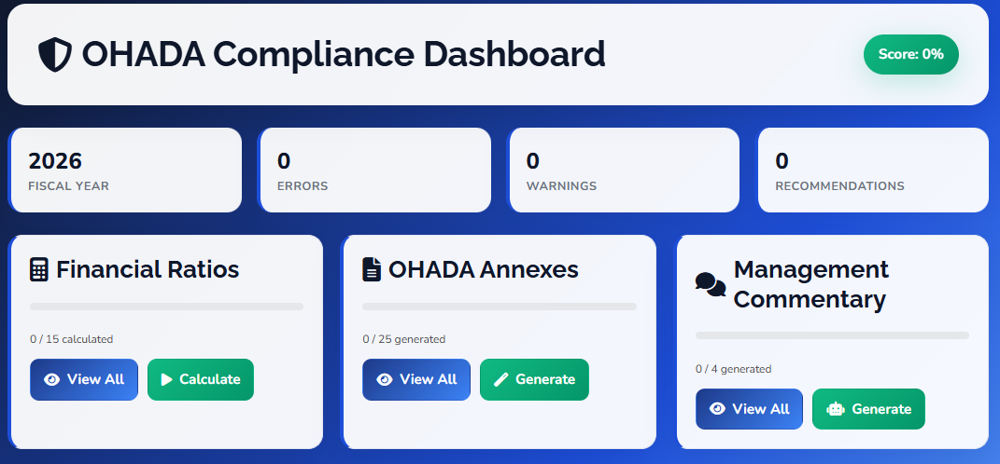 OHADA Compliance Dashboard
Score: 0%
2026
FISCAL YEAR
0
ERRORS
0
WARNINGS
0
RECOMMENDATIONS
Financial Ratios
0 / 15 calculated
View All
Calculate
OHADA Annexes
0 / 25 generated
View All
Generate
Management
Commentary
0 / 4 generated
View All
Generate